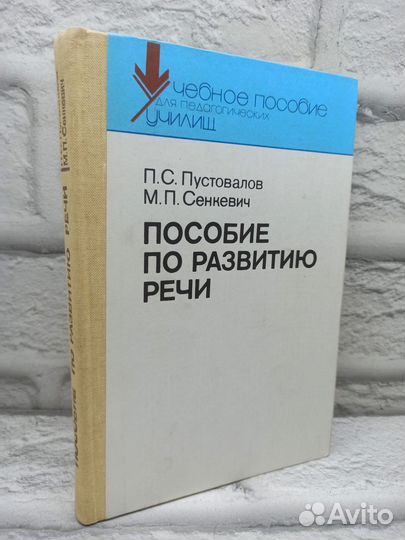 Учебное пособие
для педагогических
училищ
П.С. Пустовалов
М.П. Сенкевич
ПОСОБИЕ
ПО РАЗВИТИЮ
РЕЧИ
М.П. Сенкевич
ПОСОБИЕ ПО РАЗВИТИЮ РЕЧИ
Avito